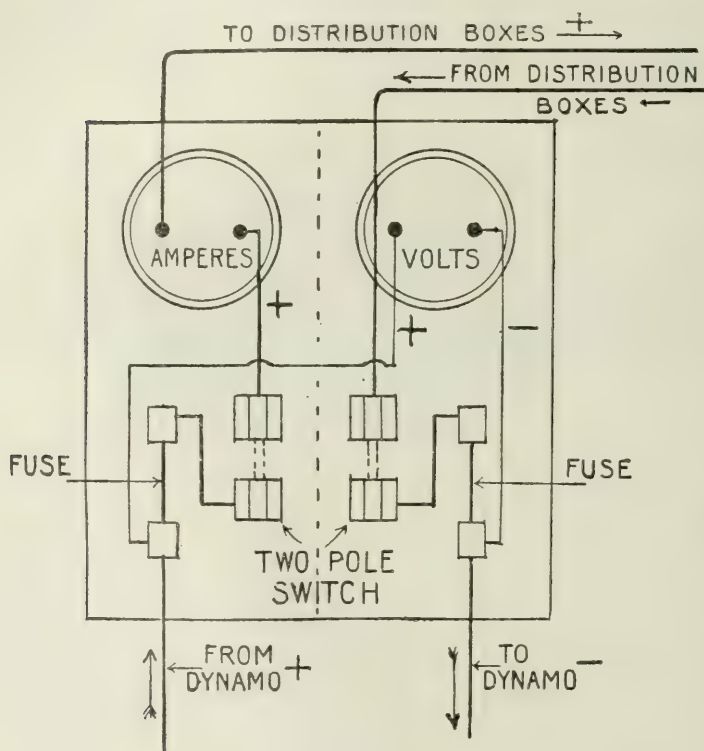 TO DISTRIBUTION BOXES +
FROM DISTRIBUTION
BOXES -
AMPERES
VOLTS
+
+
-
FUSE
FUSE
TWO POLE
SWITCH
FROM +
DYNAMO
TO -
DYNAMO